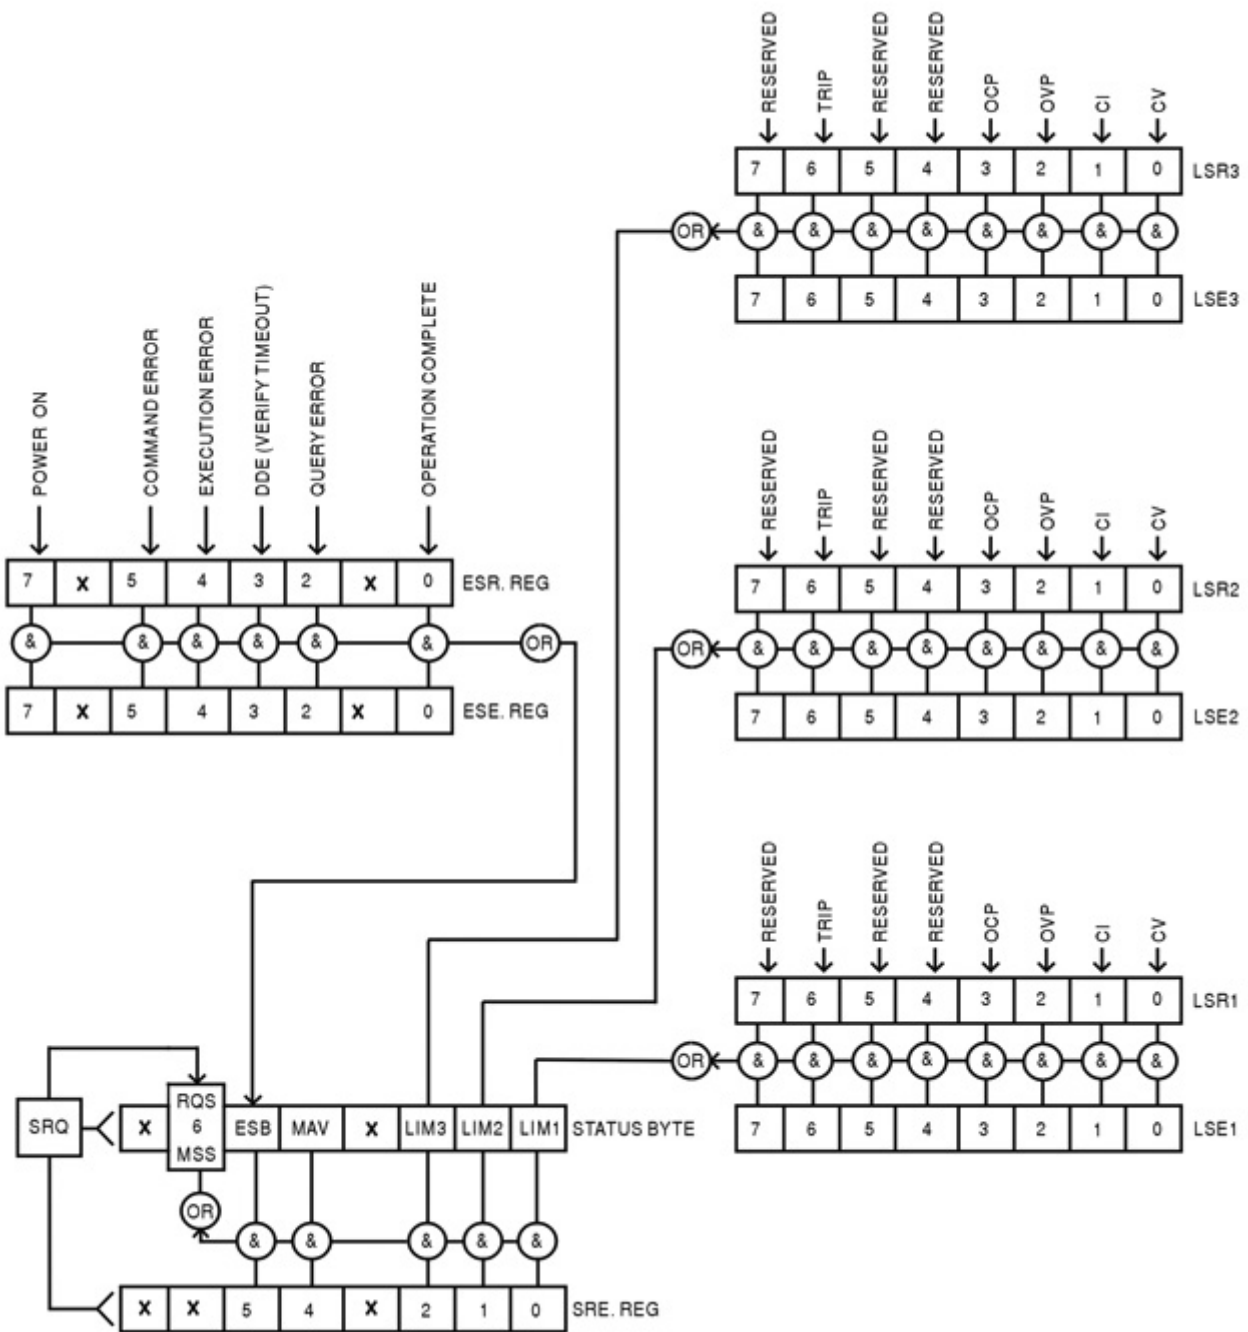 RESERVED TRIP RESERVED RESERVED OCP OVP CI CV
7 6 5 4 3 2 1 0 LSR3
OR & & & & & & & &
7 6 5 4 3 2 1 0 LSE3
POWER ON COMMAND ERROR EXECUTION ERROR DDE (VERIFY TIMEOUT) QUERY ERROR OPERATION COMPLETE
7 X 5 4 3 2 X 0 ESR. REG
& & & & & & OR
7 X 5 4 3 2 X 0 ESE. REG
RESERVED TRIP RESERVED RESERVED OCP OVP CI CV
7 6 5 4 3 2 1 0 LSR2
OR & & & & & & & &
7 6 5 4 3 2 1 0 LSE2
RESERVED TRIP RESERVED RESERVED OCP OVP CI CV
7 6 5 4 3 2 1 0 LSR1
OR & & & & & & & &
7 6 5 4 3 2 1 0 LSE1
SRQ X RQS 6 MSS ESB MAV X LIM3 LIM2 LIM1 STATUS BYTE
OR
& & & & &
X X 5 4 X 2 1 0 SRE. REG